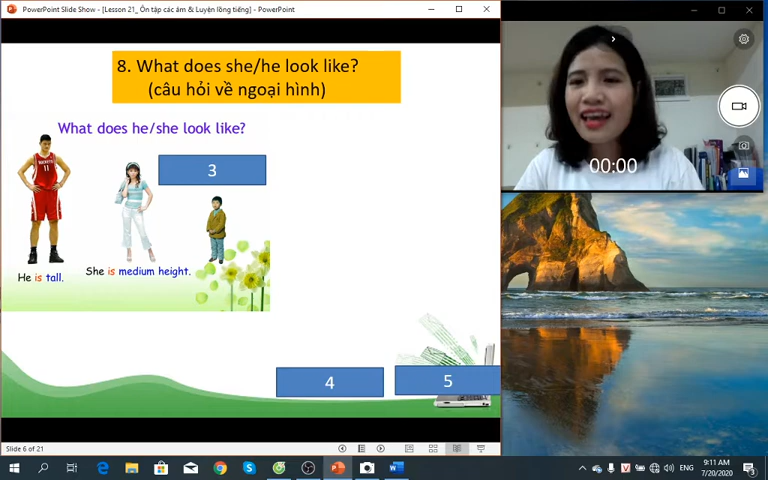 PowerPoint Slide Show - [Lesson 21_ Ôn tập các âm & Luyện lồng tiếng] - PowerPoint
8. What does she/he look like?
(câu hỏi về ngoại hình)
What does he/she look like?
ROCKETS
11
3
He is tall.
She is medium height.
4
5
00:00
Slide 6 of 21
ENG
9:11 AM
7/20/2020